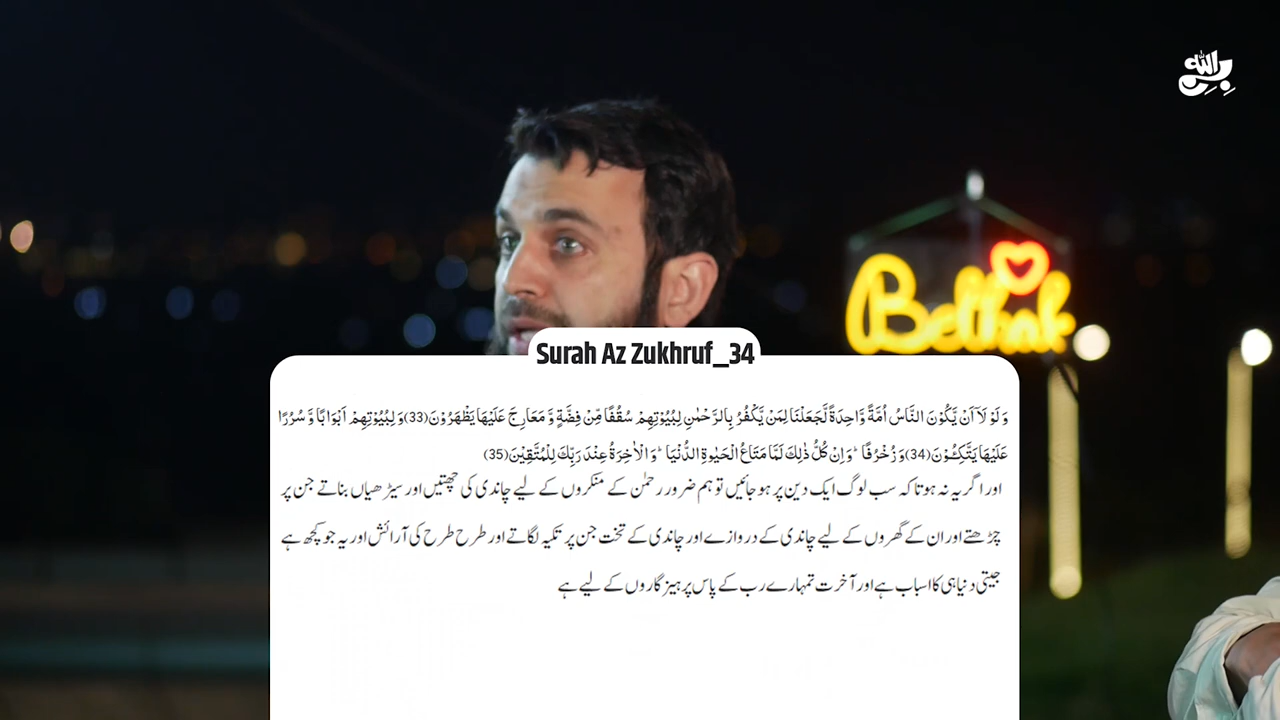 بسم اللہ
Belhak
Surah Az Zukhruf_34
وَ لَوْ لَاۤ اَنْ یَّكُوْنَ النَّاسُ اُمَّةً وَّاحِدَةً لَّجَعَلْنَا لِمَنْ یَّكْفُرُ بِالرَّحْمٰنِ لِبُیُوْتِهِمْ سُقُفًا مِّنْ فِضَّةٍ وَّ مَعَارِجَ عَلَیْهَا یَظْهَرُوْنَ(33)وَ لِبُیُوْتِهِمْ اَبْوَابًا وَّ سُرُرًا
عَلَیْهَا یَتَّكِـُٔوْنَ(34)وَ زُخْرُفًاؕ-وَ اِنْ كُلُّ ذٰلِكَ لَمَّا مَتَاعُ الْحَیٰوةِ الدُّنْیَاؕ-وَ الْاٰخِرَةُ عِنْدَ رَبِّكَ لِلْمُتَّقِیْنَ(35)
اور اگر یہ نہ ہوتا کہ سب لوگ ایک دین پر ہوجائیں تو ہم ضرور رحمٰن کے منکروں کے لیے چاندی کی چھتیں اور سیڑھیاں بناتے جن پر
چڑھتے اور ان کے گھروں کے لیے چاندی کے دروازے اور چاندی کے تخت جن پر تکیہ لگاتے اور طرح طرح کی آرائش اور یہ جو کچھ ہے
جیتی دنیا ہی کا اسباب ہے اور آخرت تمہارے رب کے پاس پرہیزگاروں کے لیے ہے